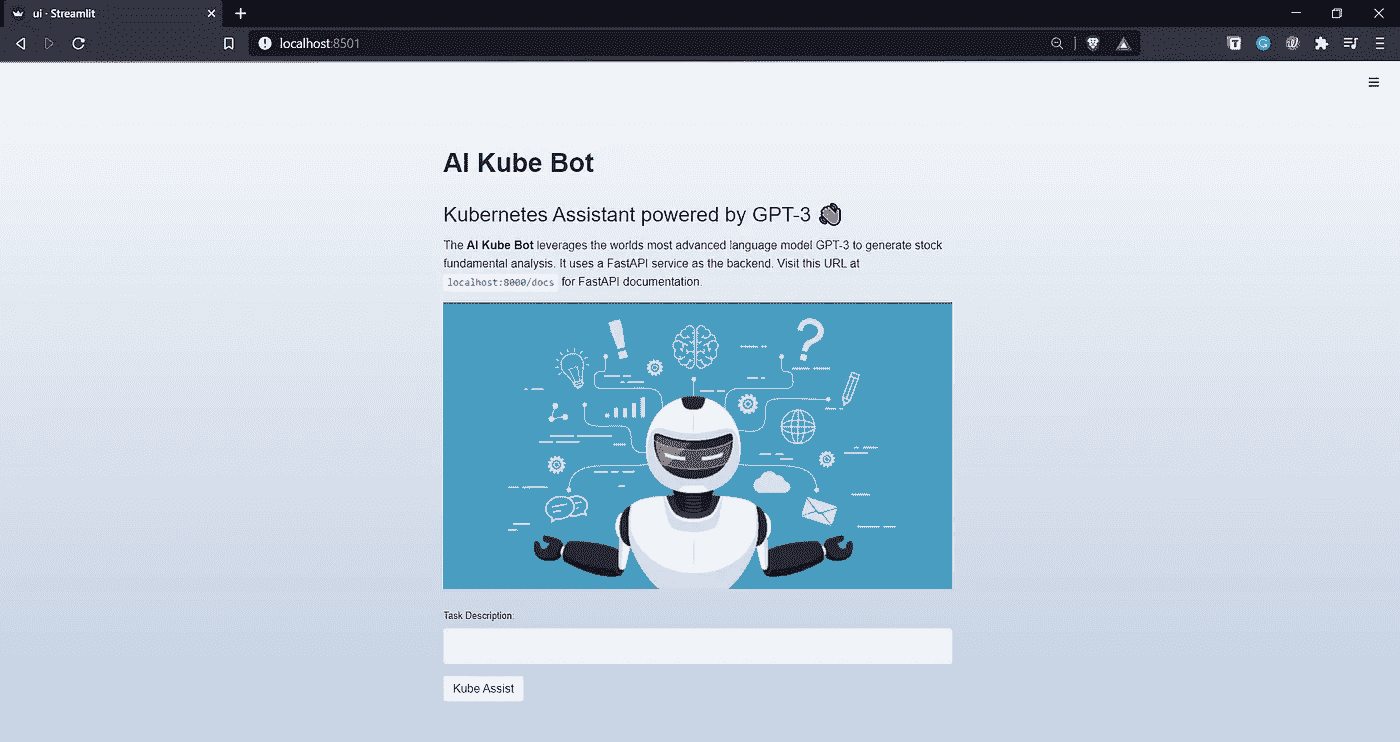 ui · Streamlit
localhost:8501
AI Kube Bot
Kubernetes Assistant powered by GPT-3
The AI Kube Bot leverages the worlds most advanced language model GPT-3 to generate stock
fundamental analysis. It uses a FastAPI service as the backend. Visit this URL at
localhost:8000/docs for FastAPI documentation.
Task Description:
Kube Assist